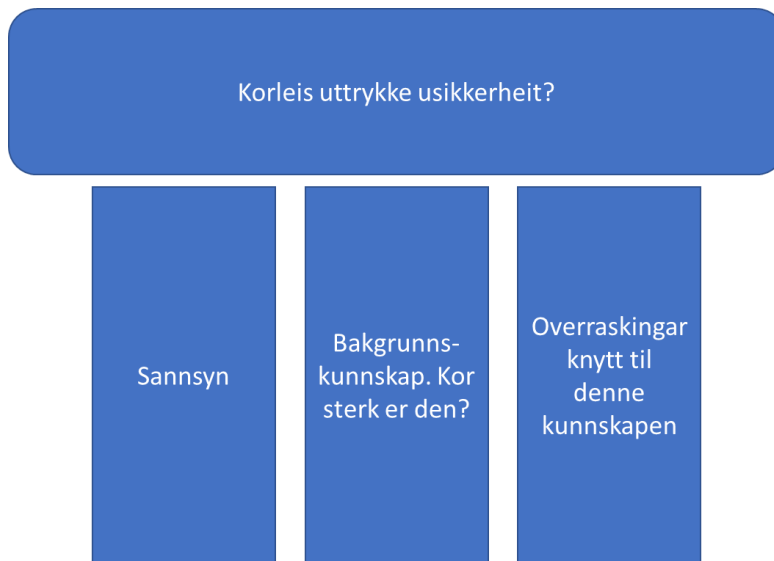 Korleis uttrykke usikkerheit?
Sannsyn
Bakgrunns-
kunnskap. Kor
sterk er den?
Overraskingar
knytt til
denne
kunnskapen